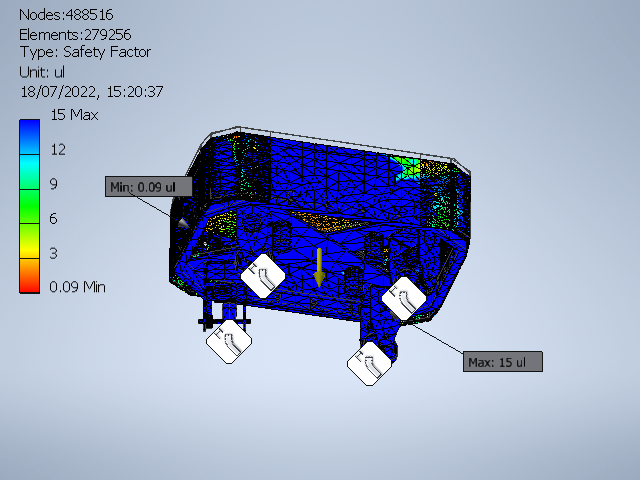 Nodes:488516
Elements:279256
Type: Safety Factor
Unit: ul
18/07/2022, 15:20:37
15 Max
12
9
6
3
0.09 Min
Min: 0.09 ul
Max: 15 ul